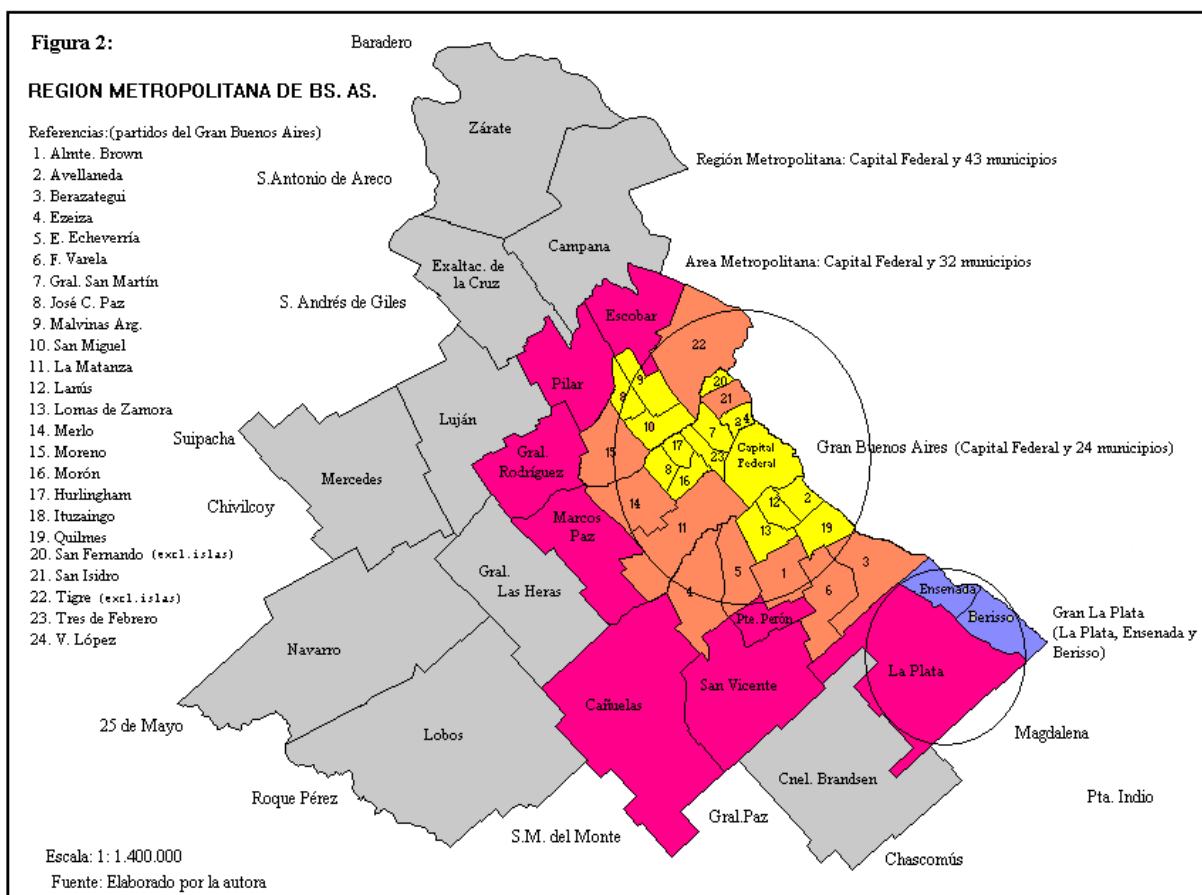 Figura 2:
REGION METROPOLITANA DE BS. AS.
Referencias:(partidos del Gran Buenos Aires)
1. Almte. Brown
2. Avellaneda
3. Berazategui
4. Ezeiza
5. E. Echeverría
6. F. Varela
7. Gral. San Martín
8. José C. Paz
9. Malvinas Arg.
10. San Miguel
11. La Matanza
12. Lanús
13. Lomas de Zamora
14. Merlo
15. Moreno
16. Morón
17. Hurlingham
18. Ituzaingo
19. Quilmes
20. San Fernando (excl.islas)
21. San Isidro
22. Tigre (excl.islas)
23. Tres de Febrero
24. V. López
Baradero
Zárate
S.Antonio de Areco
Región Metropolitana: Capital Federal y 43 municipios
Campana
Exaltac. de
la Cruz
Area Metropolitana: Capital Federal y 32 municipios
S. Andrés de Giles
Escobar
22
Pilar
9
20
8
21
24
Luján
10
7
Suipacha
17
Capital
Federal
Gran Buenos Aires (Capital Federal y 24 municipios)
Gral.
Rodríguez
15
23
8
16
Mercedes
Chivilcoy
14
12
2
Marcos
Paz
11
13
19
Gral.
Las Heras
5
1
3
4
6
Ensenada
Berisso
Gran La Plata
(La Plata, Ensenada y
Berisso)
Pte. Perón
Navarro
La Plata
San Vicente
Cañuelas
25 de Mayo
Lobos
Magdalena
Cnel. Brandsen
Roque Pérez
Pta. Indio
Gral.Paz
S.M. del Monte
Chascomús
Escala: 1: 1.400.000
Fuente: Elaborado por la autora